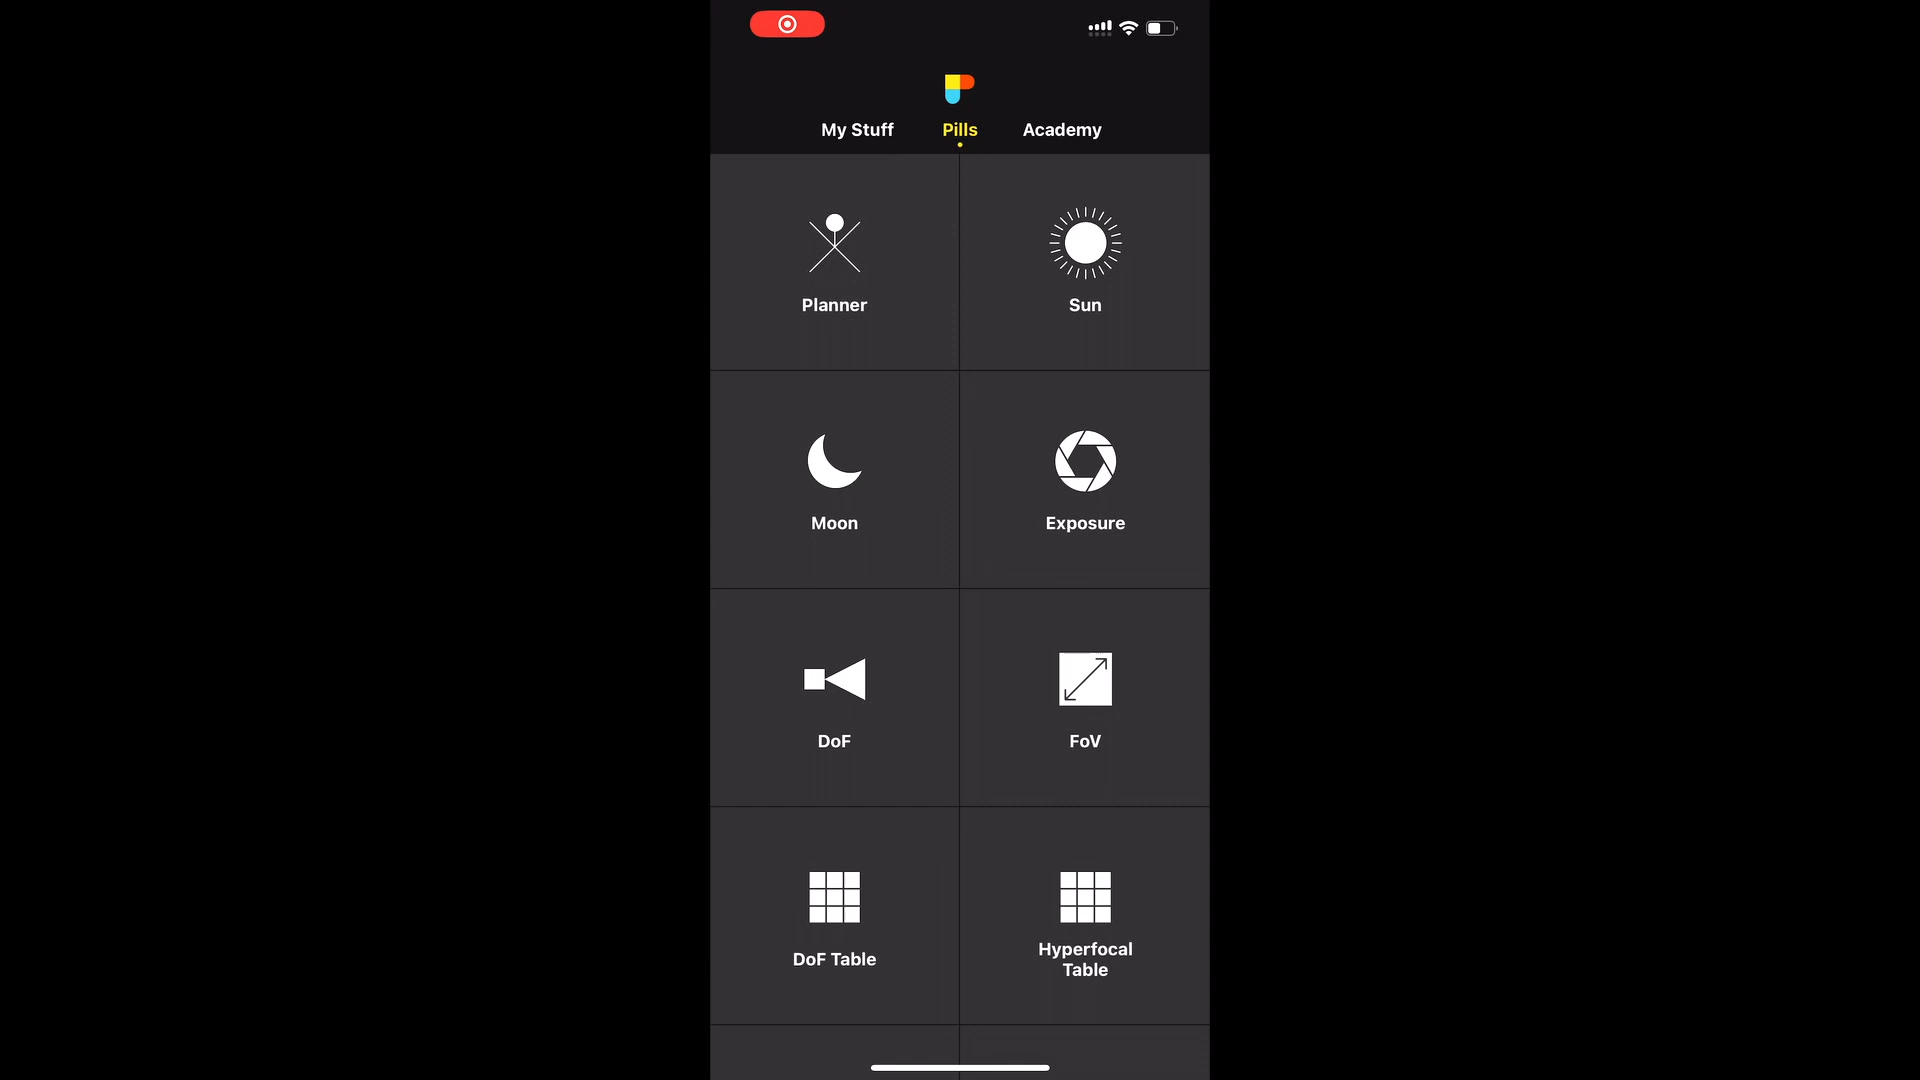 My Stuff Pills Academy
Planner Sun
Moon Exposure
DoF FoV
DoF Table Hyperfocal
Table